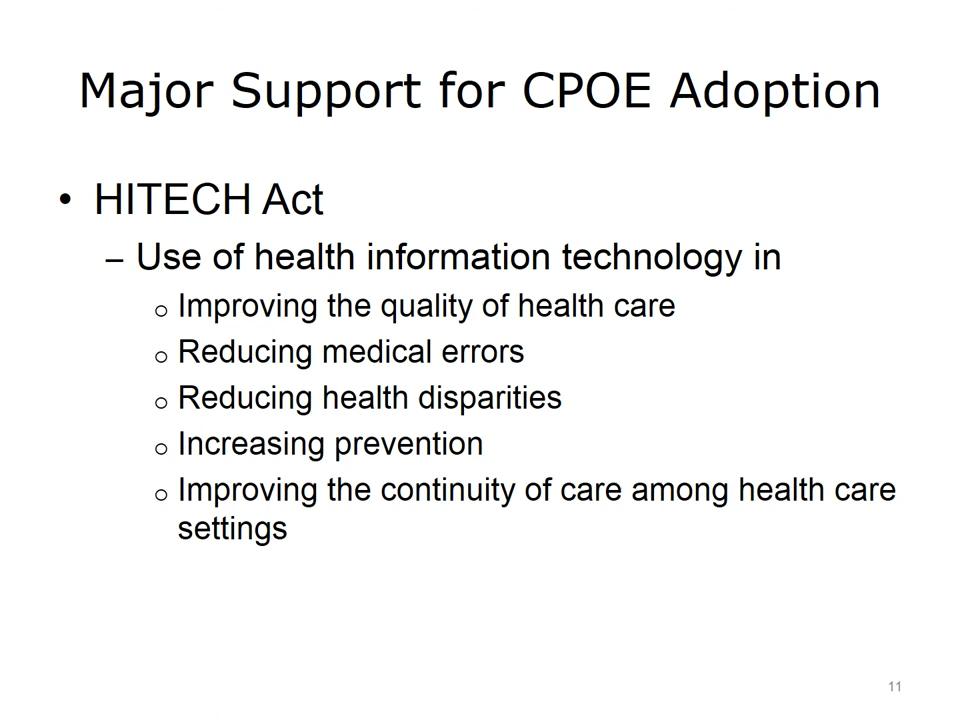 Major Support for CPOE Adoption
• HITECH Act
– Use of health information technology in
o Improving the quality of health care
o Reducing medical errors
o Reducing health disparities
o Increasing prevention
o Improving the continuity of care among health care
settings
11